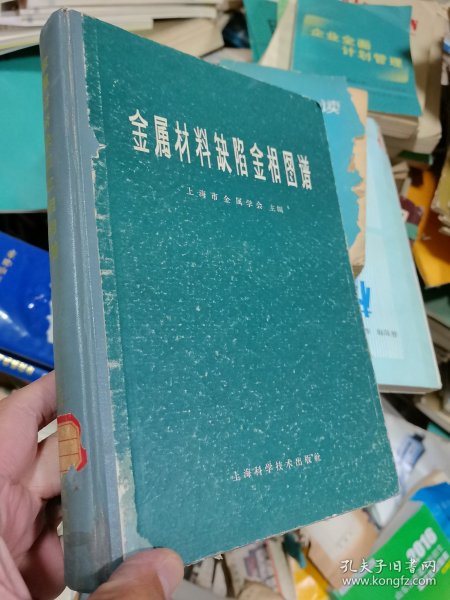 金属材料缺陷金相图谱
上海市金属学会 主编
上海科学技术出版社
企业全面
计划管理
2018
孔夫子旧书网
www.kongfz.com